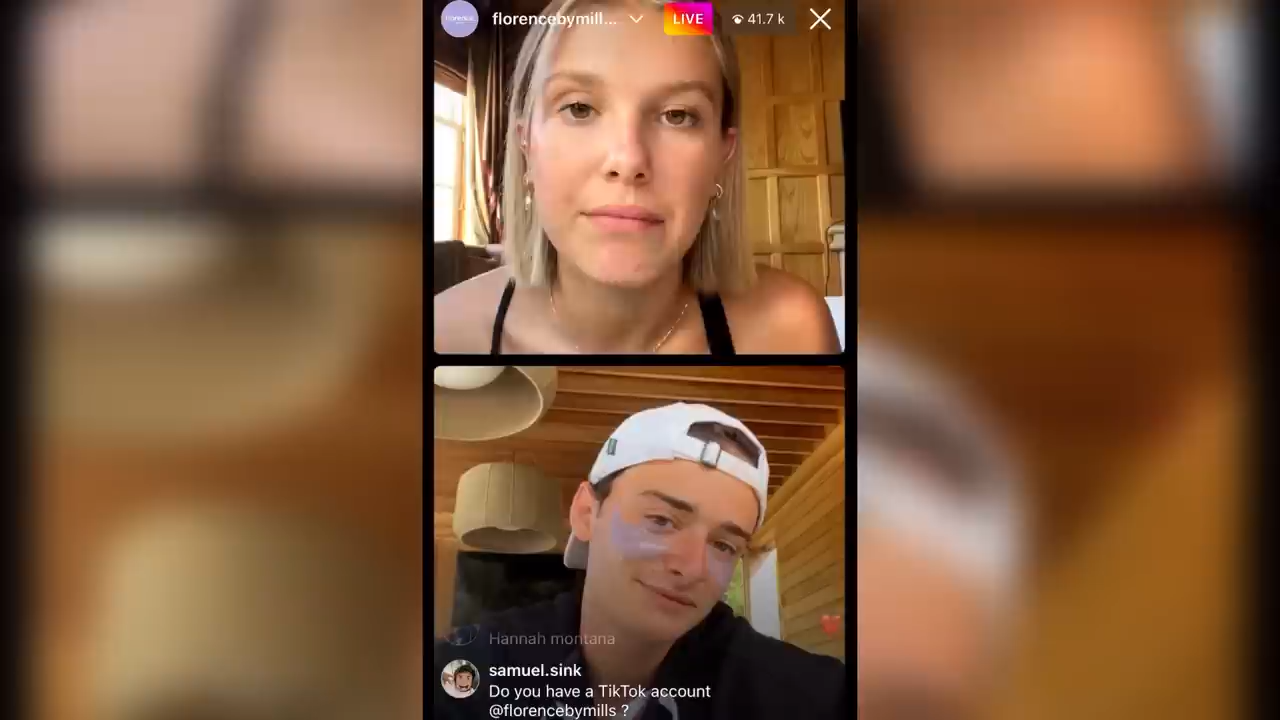 florencebymill...
LIVE
41.7 k
Hannah montana
samuel.sink
Do you have a TikTok account
@florencebymills ?